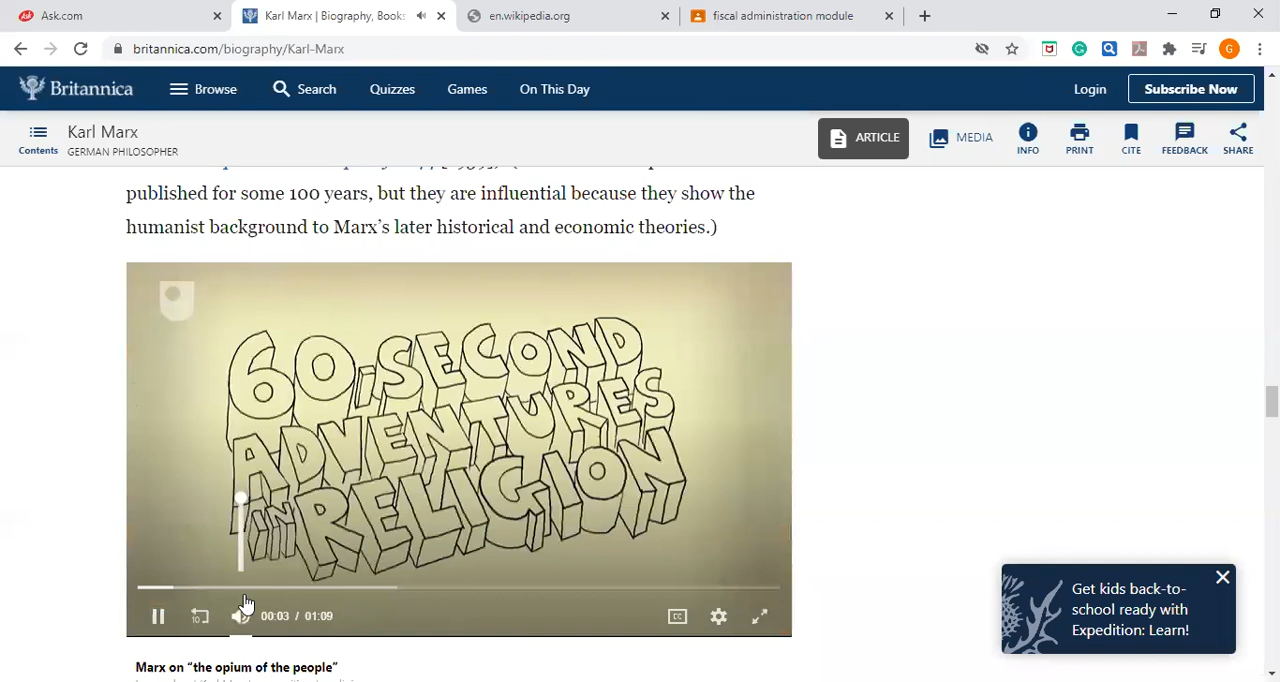 Ask.com
Karl Marx | Biography, Books
en.wikipedia.org
fiscal administration module
britannica.com/biography/Karl-Marx
G
Britannica
Browse
Search
Quizzes
Games
On This Day
Login
Subscribe Now
Contents
Karl Marx
GERMAN PHILOSOPHER
ARTICLE
MEDIA
INFO
PRINT
CITE
FEEDBACK
SHARE
published for some 100 years, but they are influential because they show the
humanist background to Marx’s later historical and economic theories.)
60-SECOND
ADVENTURES
IN RELIGION
10
00:03 / 01:09
CC
Get kids back-to-
school ready with
Expedition: Learn!
Marx on “the opium of the people”